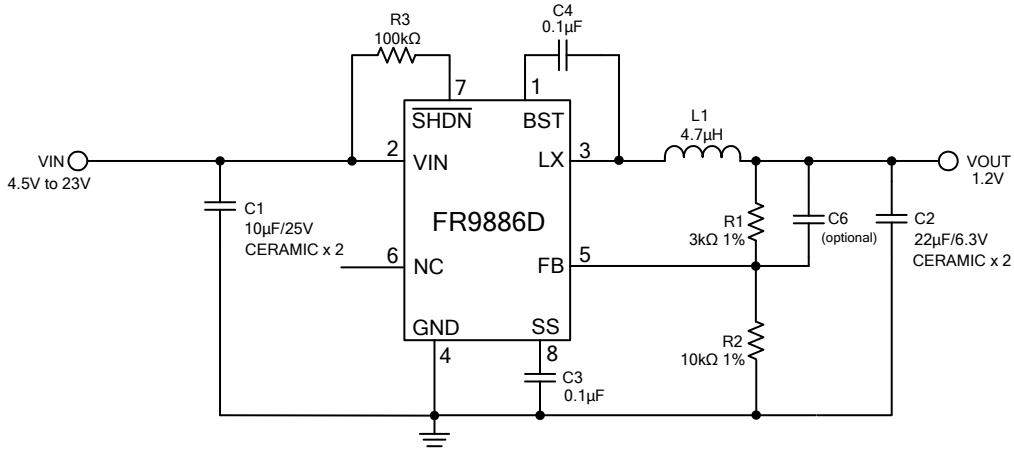 R3
100kΩ
C4
0.1µF
7
1
SHDN
BST
L1
4.7µH
VIN
4.5V to 23V
2
VIN
LX
3
VOUT
1.2V
C1
10µF/25V
CERAMIC x 2
FR9886D
R1
3kΩ 1%
C6
(optional)
C2
22µF/6.3V
CERAMIC x 2
6
NC
FB
5
GND
SS
4
8
R2
10kΩ 1%
C3
0.1µF